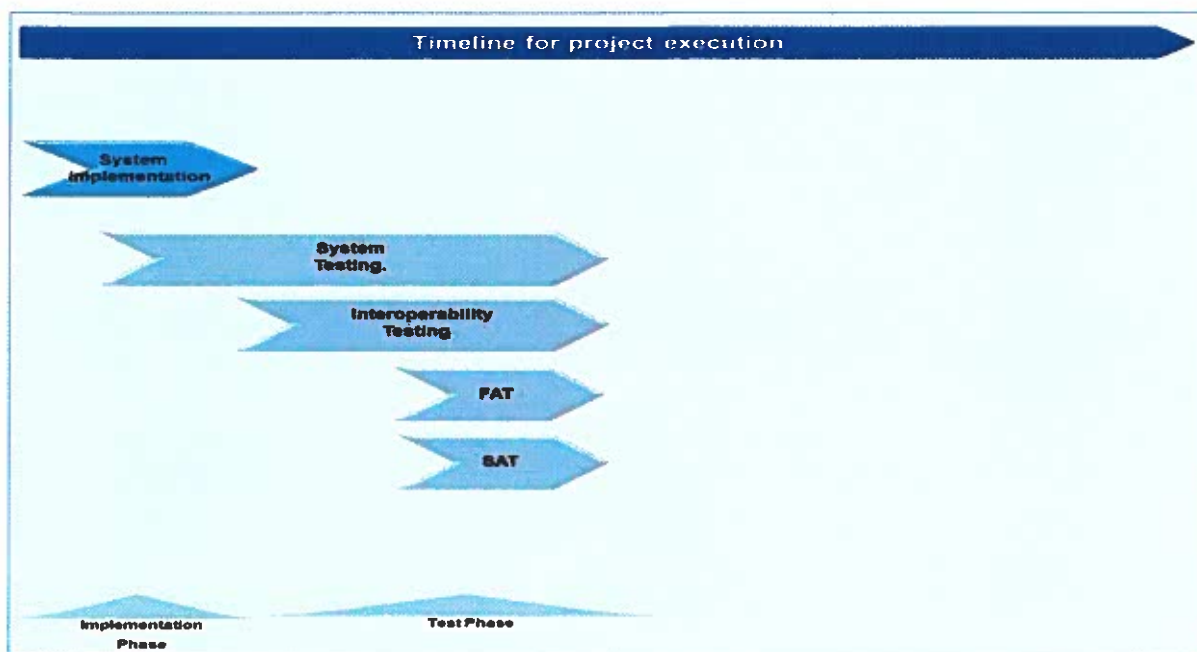 Timeline for project execution
System
Implementation
System
Testing.
Interoperability
Testing
FAT
SAT
Implementation
Phase
Test Phase